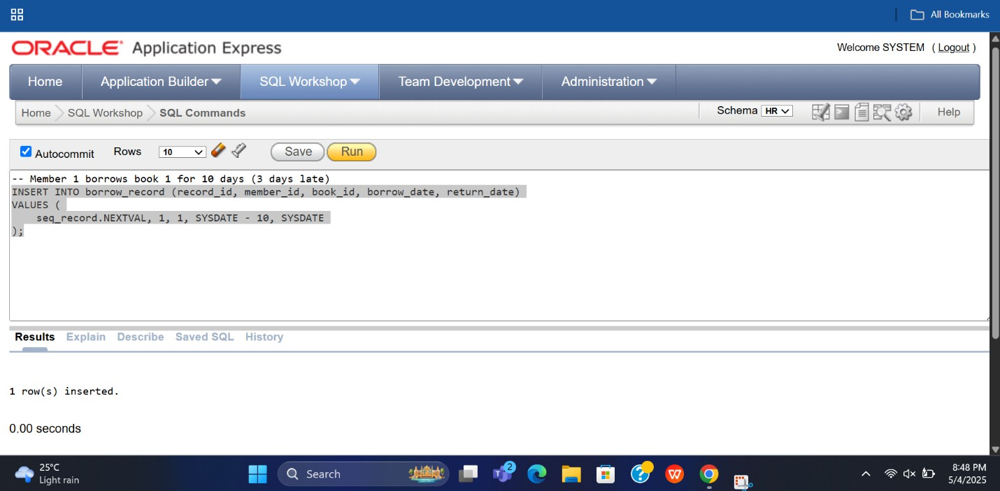 All Bookmarks
ORACLE Application Express
Welcome SYSTEM ( Logout )
Home Application Builder SQL Workshop Team Development Administration
Home SQL Workshop SQL Commands Schema HR Help
Autocommit Rows 10 Save Run
-- Member 1 borrows book 1 for 10 days (3 days late)
INSERT INTO borrow_record (record_id, member_id, book_id, borrow_date, return_date)
VALUES (
    seq_record.NEXTVAL, 1, 1, SYSDATE - 10, SYSDATE
);
Results Explain Describe Saved SQL History
1 row(s) inserted.
0.00 seconds
25°C
Light rain
Search
2
8:48 PM
5/4/2025